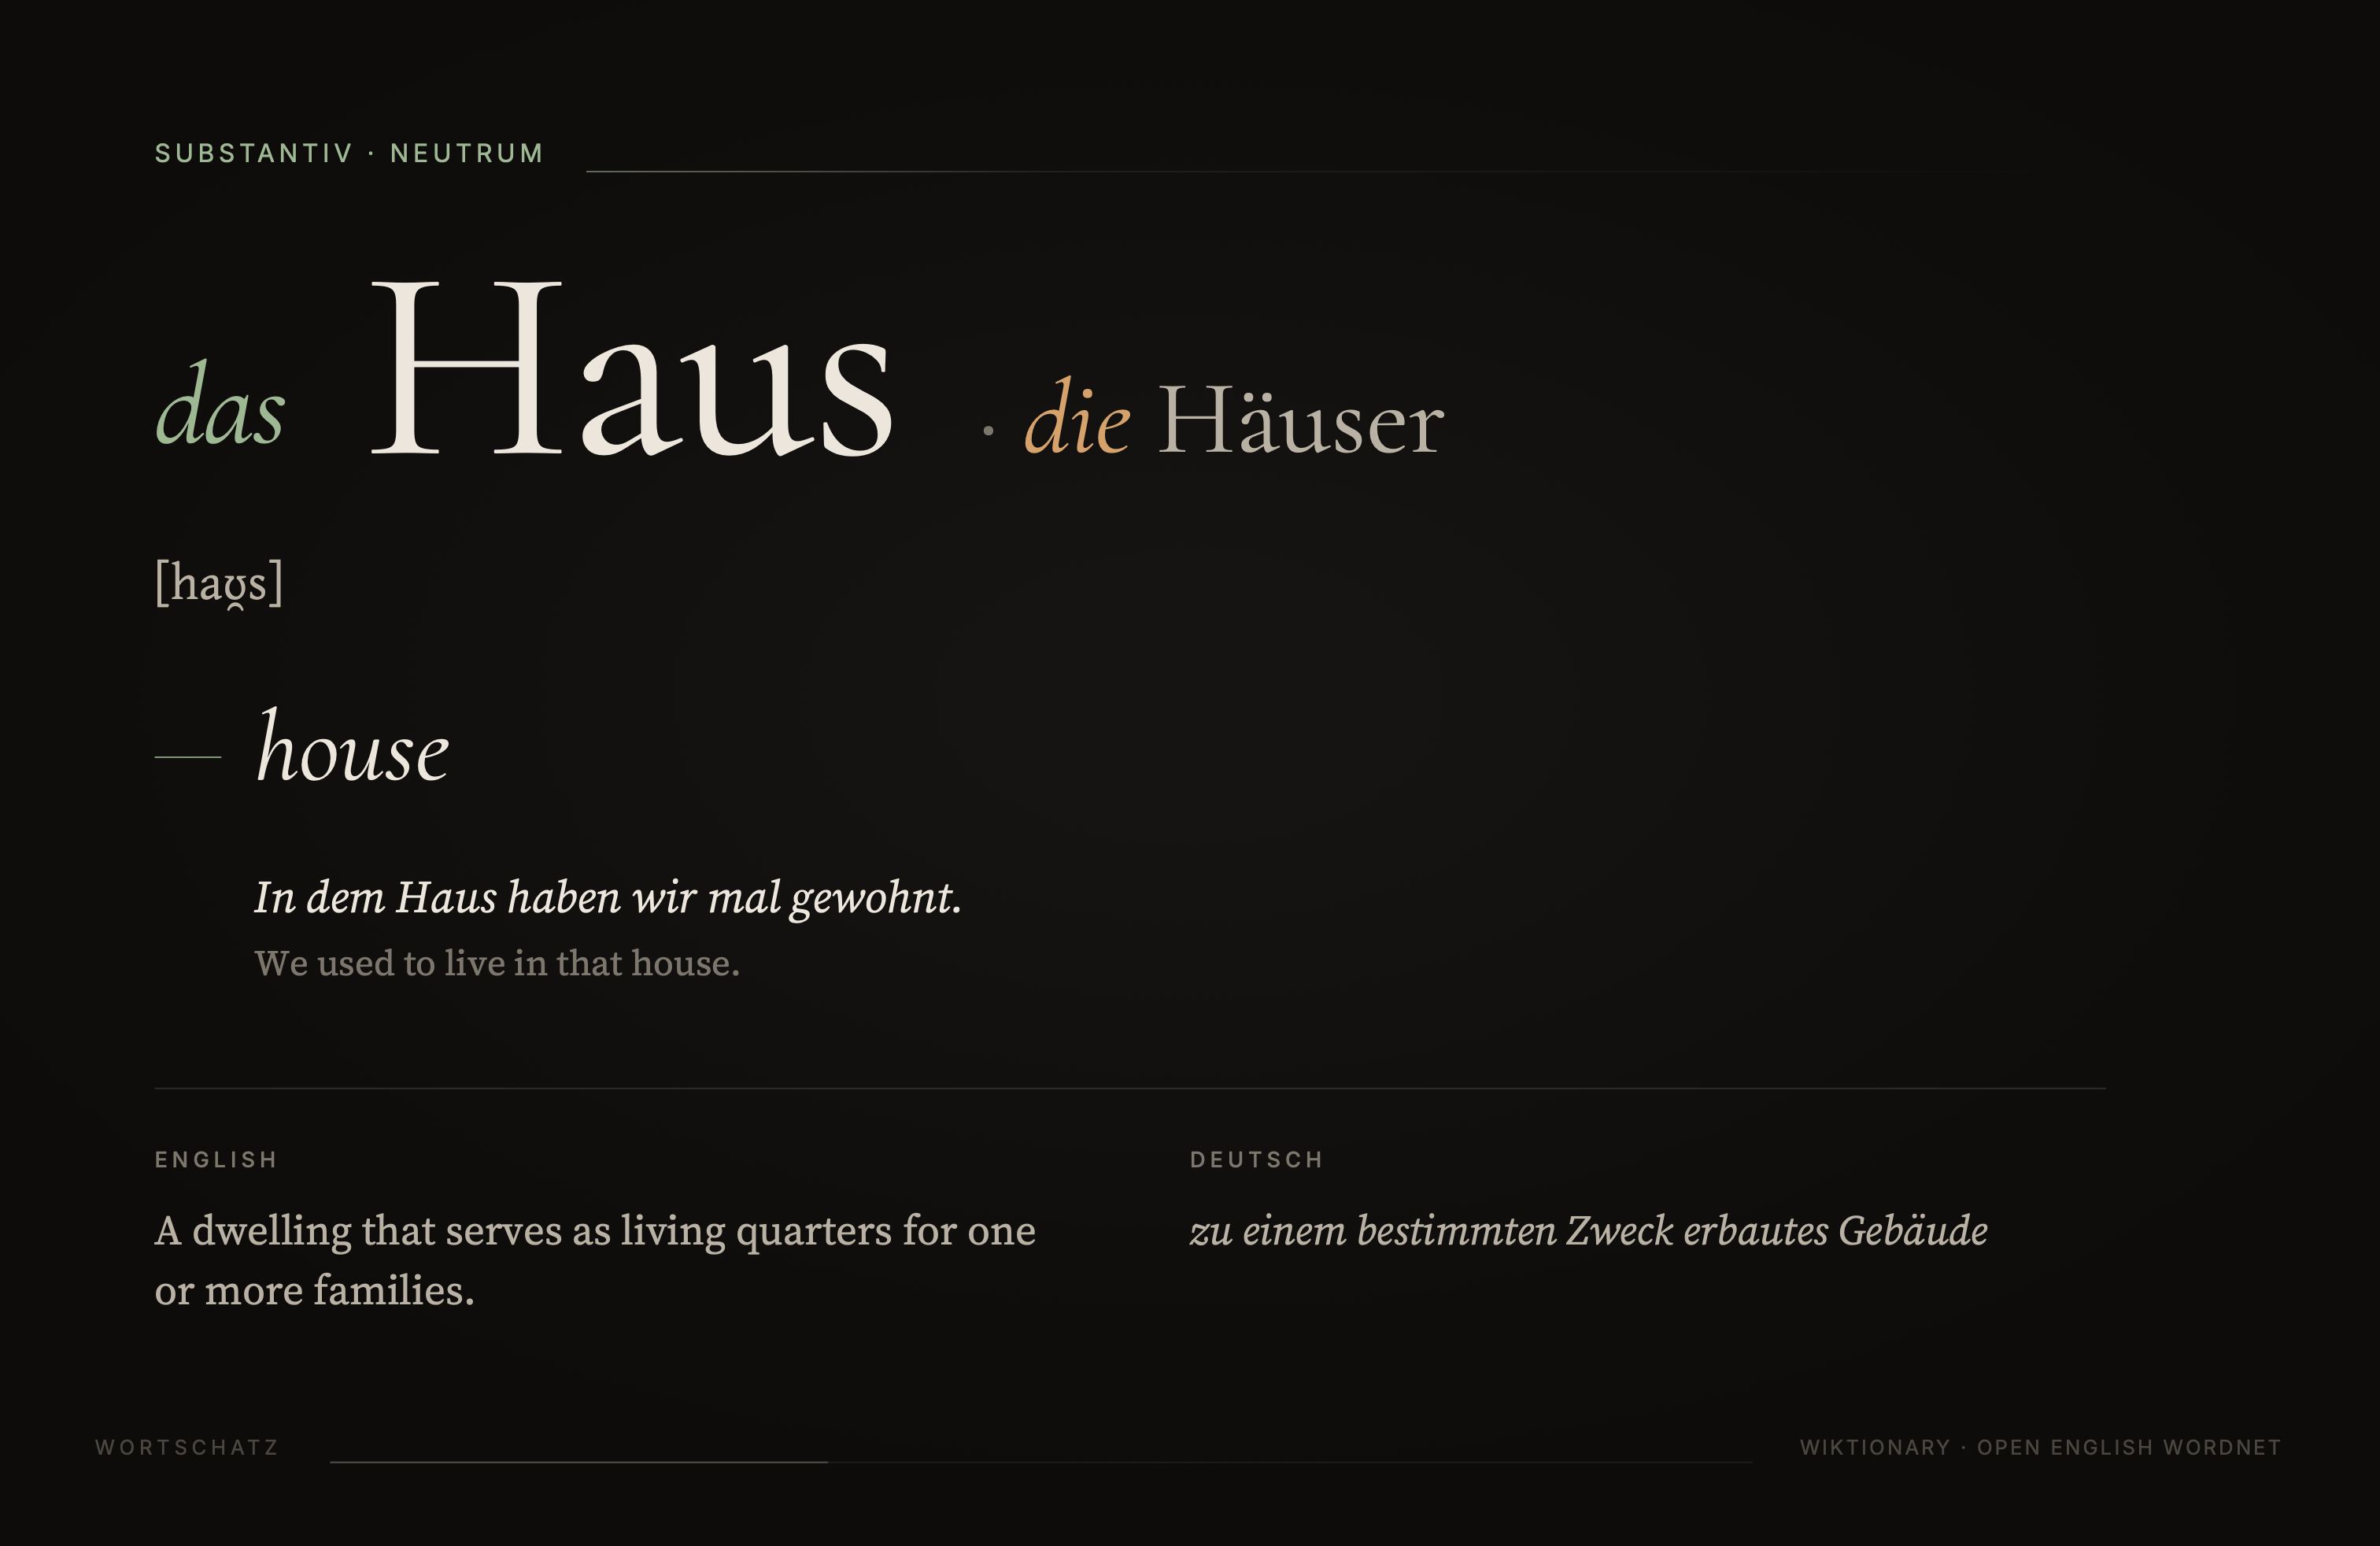 SUBSTANTIV · NEUTRUM
das Haus · die Häuser
[haʊ̯s]
house
In dem Haus haben wir mal gewohnt.
We used to live in that house.
ENGLISH
A dwelling that serves as living quarters for one
or more families.
DEUTSCH
zu einem bestimmten Zweck erbautes Gebäude
WORTSCHATZ
WIKTIONARY · OPEN ENGLISH WORDNET